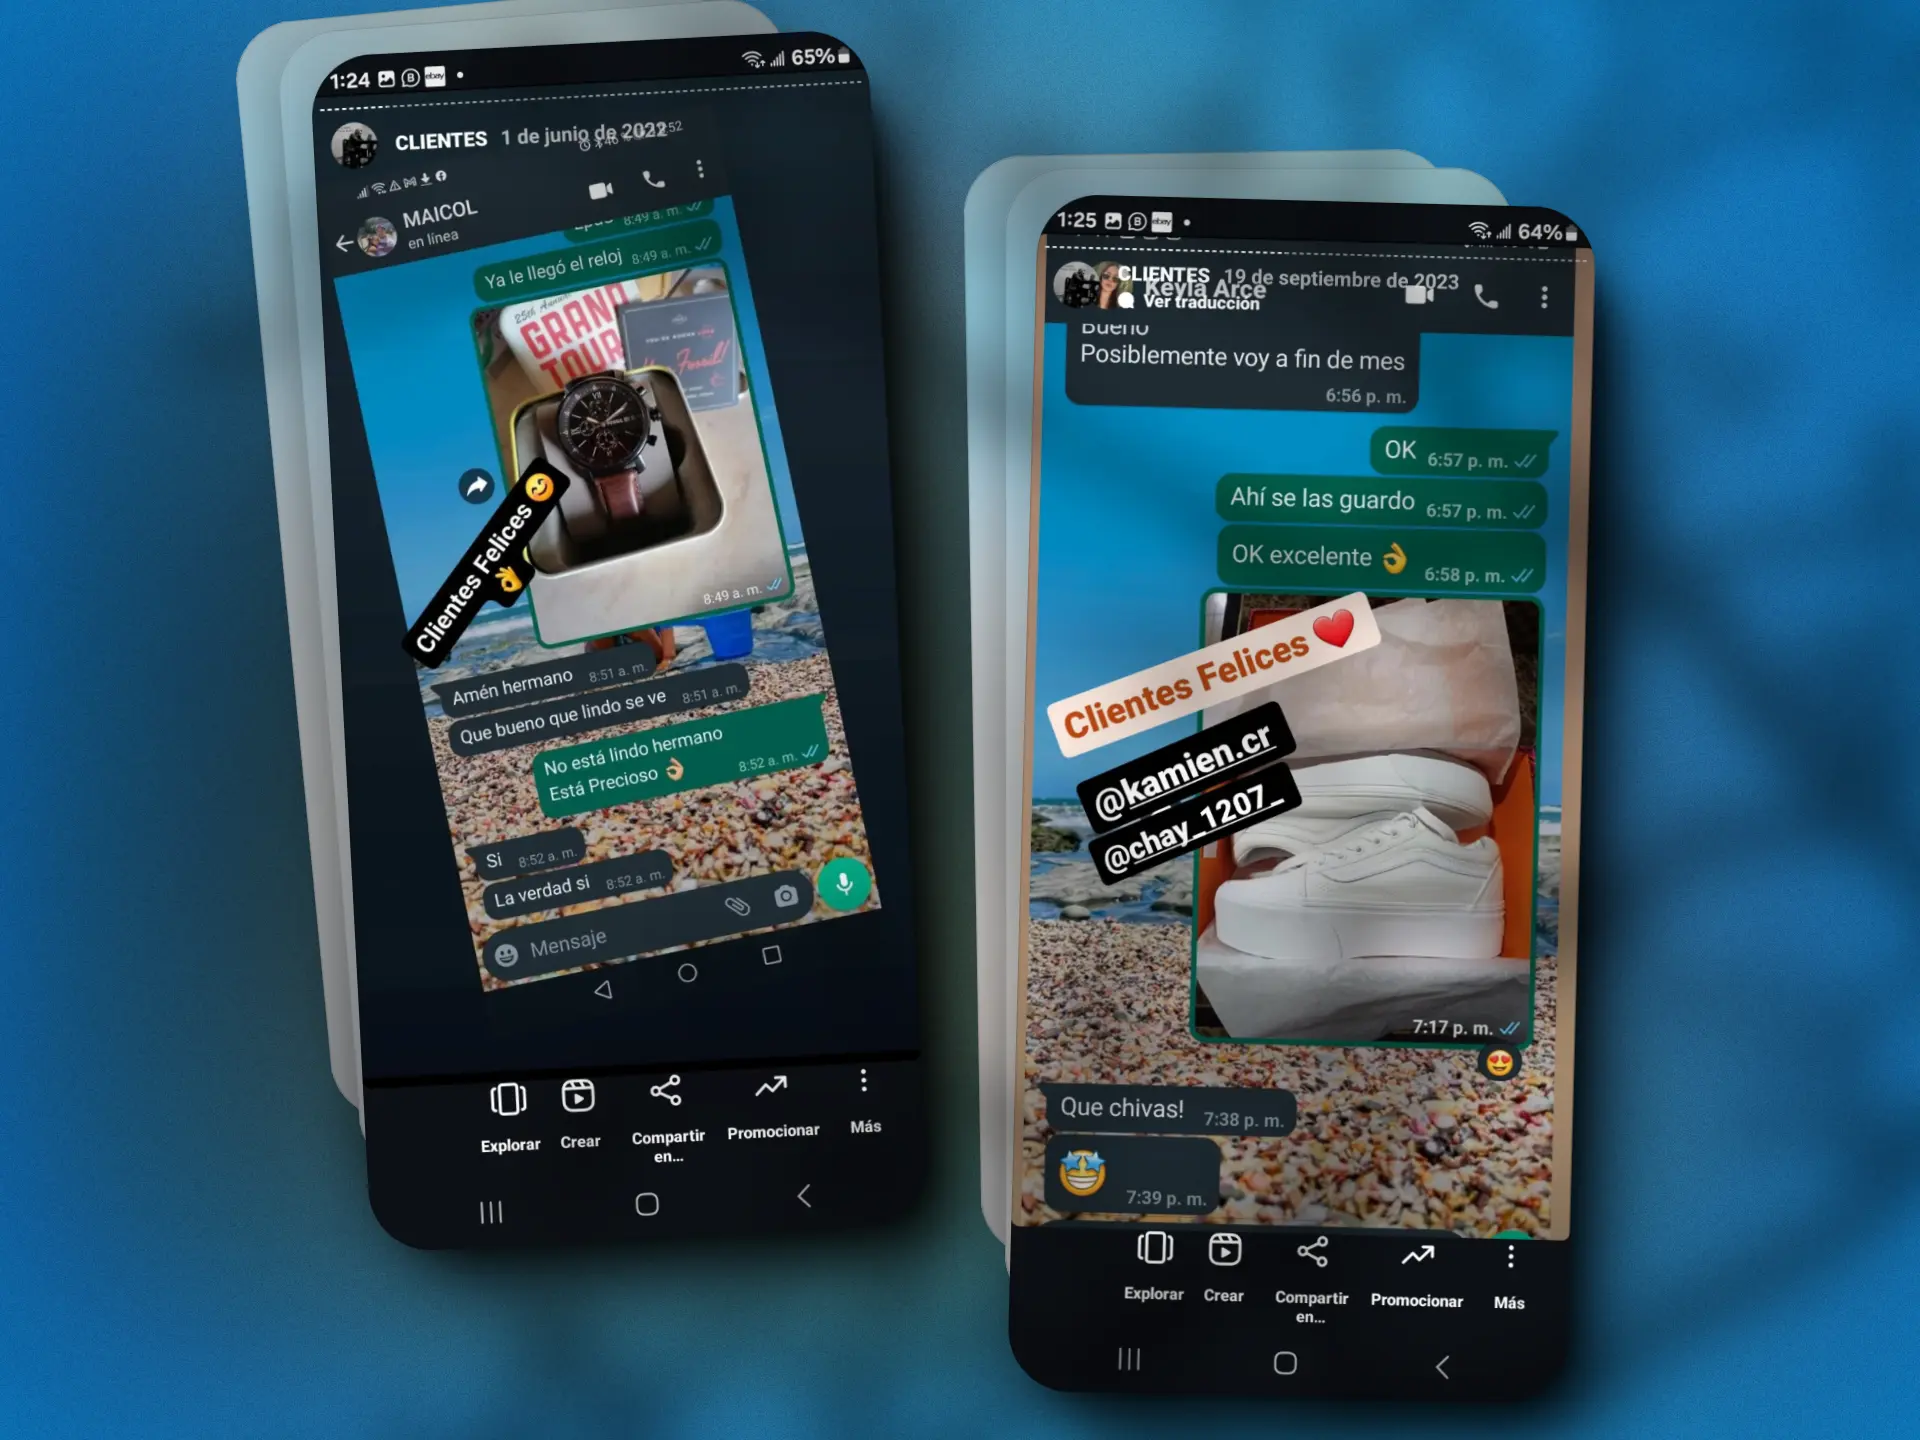 1:24
65%
CLIENTES 1 de junio de 2022
MAICOL
en línea
8:49 a. m.
Ya le llegó el reloj 8:49 a. m.
25th
GRAND
TOUR
Fossil!
Clientes Felices 😊
👌
8:49 a. m.
Amén hermano 8:51 a. m.
Que bueno que lindo se ve 8:51 a. m.
No está lindo hermano
Está Precioso 👌 8:52 a. m.
Si 8:52 a. m.
La verdad si 8:52 a. m.
Mensaje
Explorar Crear Compartir en... Promocionar Más
1:25
ebay
64%
CLIENTES 19 de septiembre de 2023
Keyla Arce
Ver traducción
Bueno
Posiblemente voy a fin de mes
6:56 p. m.
OK 6:57 p. m.
Ahí se las guardo 6:57 p. m.
OK excelente 👌 6:58 p. m.
Clientes Felices ❤️
@kamien.cr
@chay_1207_
7:17 p. m.
😍
Que chivas! 7:38 p. m.
🤩
7:39 p. m.
Explorar Crear Compartir en... Promocionar Más